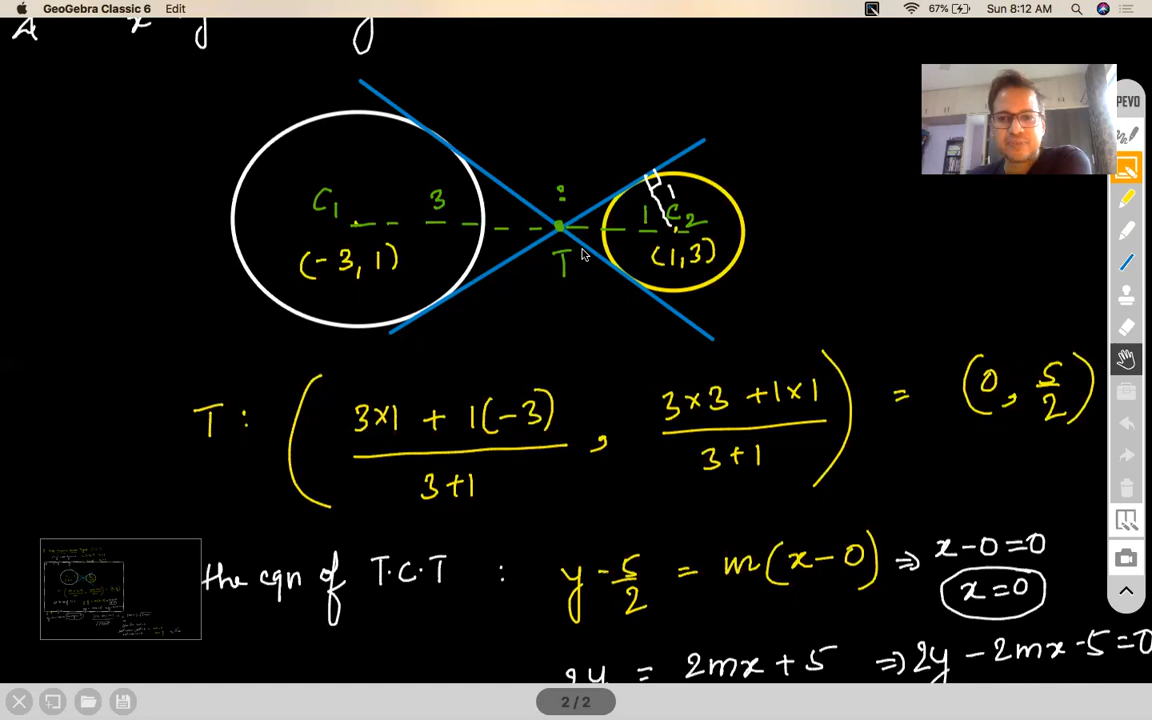 GeoGebra Classic 6 Edit 67% Sun 8:12 AM
EPEVO
:
C₁ 3 1 C₂ 1
(-3, 1) T (1,3)
T: ( 3×1 + 1(-3) / 3+1 , 3×3 + 1×1 / 3+1 ) = (0, 5/2)
the eqn of T.C.T : y - 5/2 = m(x-0) ⇒ x-0=0
x=0
2y = 2mx + 5 ⇒ 2y - 2mx - 5 = 0
2 / 2